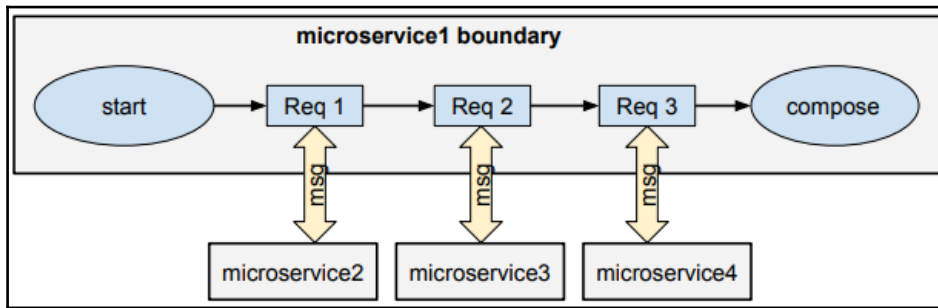 microservice1 boundary
start
Req 1
Req 2
Req 3
compose
msg
msg
msg
microservice2
microservice3
microservice4